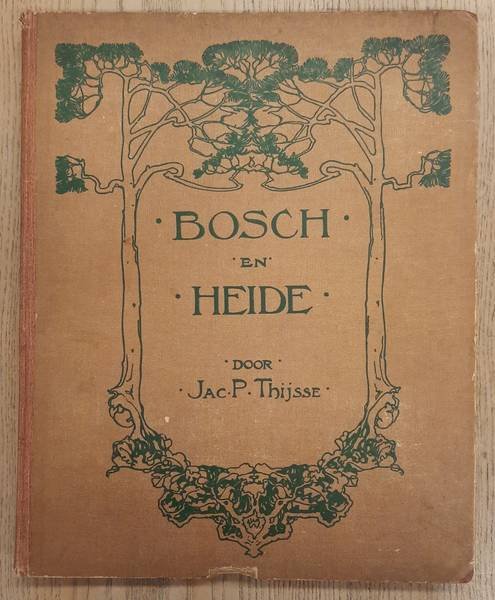 · BOSCH ·
· EN ·
· HEIDE ·
· DOOR ·
· JAC. P. THIJSSE ·